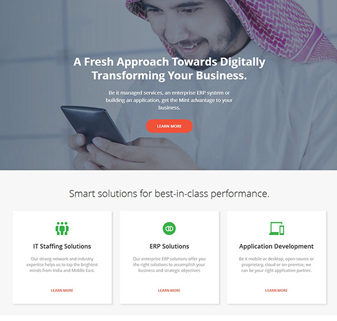 A Fresh Approach Towards Digitally
Transforming Your Business.
Be it managed services, an enterprise ERP system or
building an application, get the Mint advantage to your
business.
LEARN MORE
Smart solutions for best-in-class performance.
IT Staffing Solutions
Our strong network and industry
expertise helps us to tap the brightest
minds from India and Middle East.
LEARN MORE
ERP Solutions
Our enterprise ERP solutions offer you
the right solutions to accomplish your
business and strategic objectives
LEARN MORE
Application Development
Be it mobile or desktop, open source or
proprietary, cloud or on premise, we
can be your right application partner.
LEARN MORE